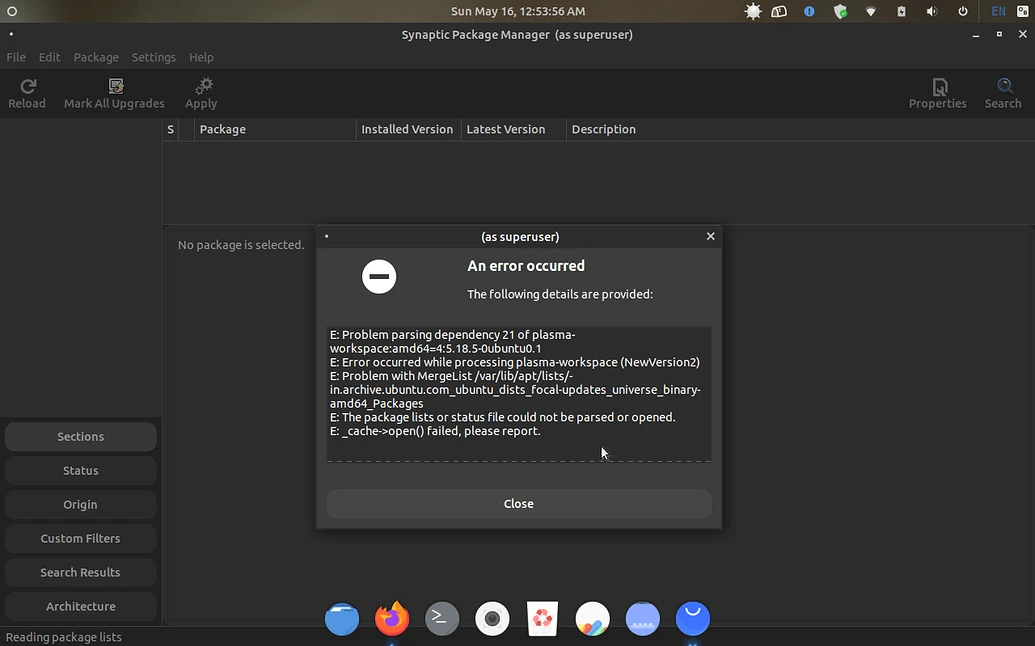 Sun May 16, 12:53:56 AM
EN
Synaptic Package Manager (as superuser)
File Edit Package Settings Help
Reload Mark All Upgrades Apply Properties Search
S Package Installed Version Latest Version Description
No package is selected.
(as superuser)
An error occurred
The following details are provided:
E: Problem parsing dependency 21 of plasma-
workspace:amd64=4:5.18.5-0ubuntu0.1
E: Error occurred while processing plasma-workspace (NewVersion2)
E: Problem with MergeList /var/lib/apt/lists/-
in.archive.ubuntu.com_ubuntu_dists_focal-updates_universe_binary-
amd64_Packages
E: The package lists or status file could not be parsed or opened.
E: _cache->open() failed, please report.
Close
Sections
Status
Origin
Custom Filters
Search Results
Architecture
Reading package lists